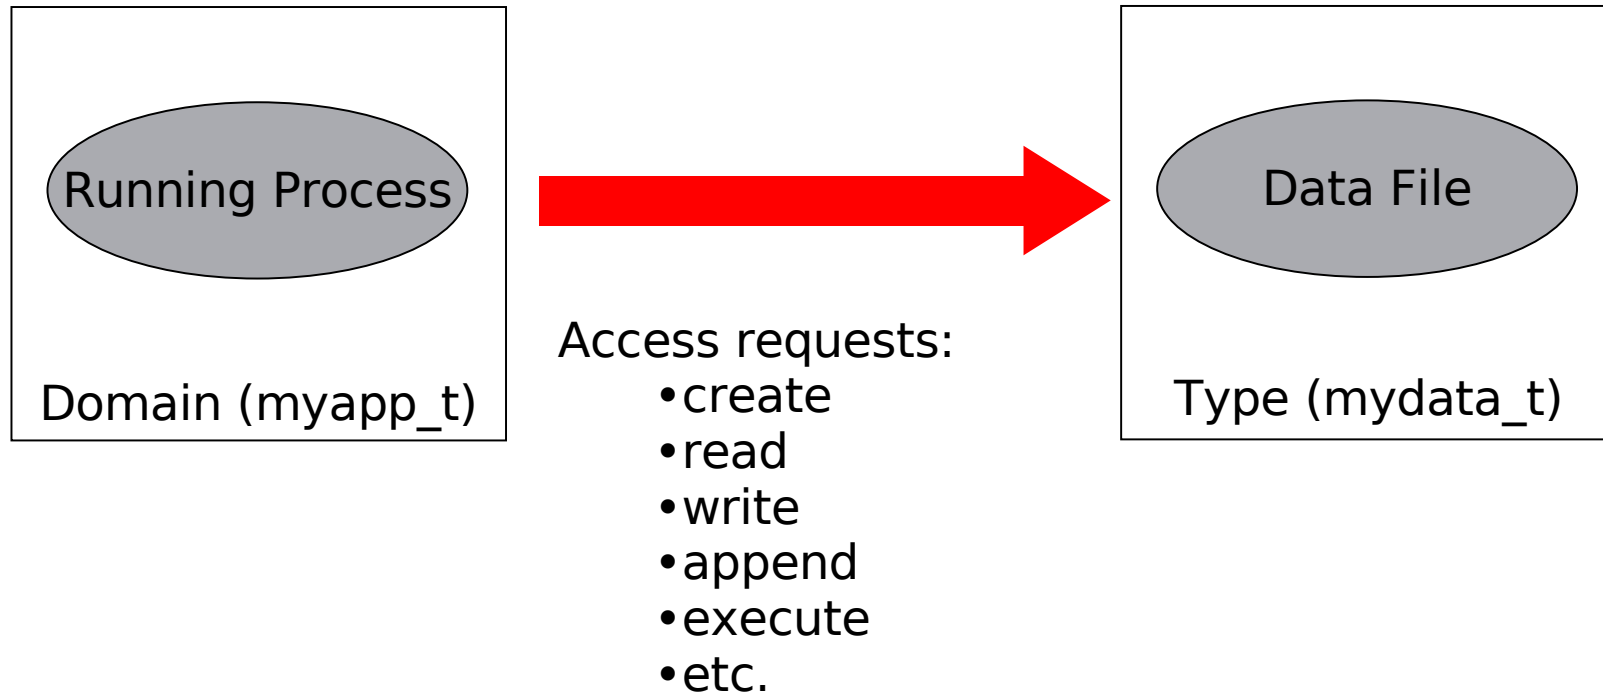 Running Process
Domain (myapp_t)
Access requests:
•create
•read
•write
•append
•execute
•etc.
Data File
Type (mydata_t)